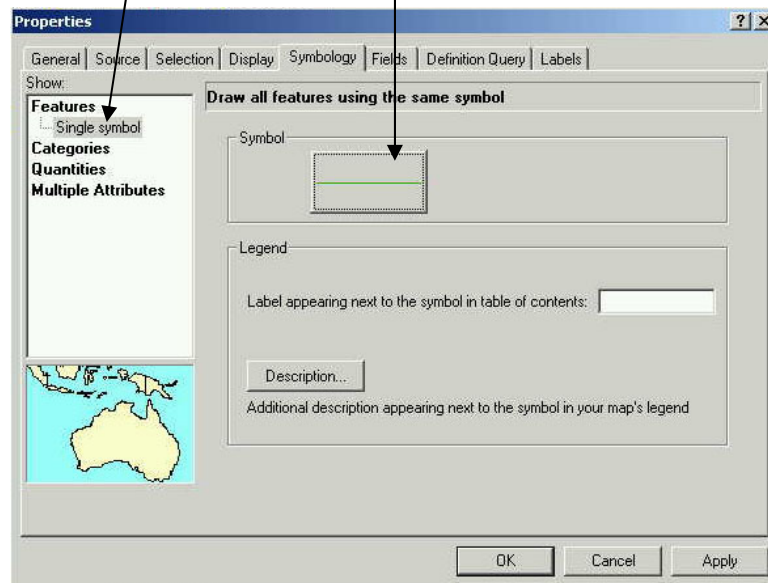 Properties
General Source Selection Display Symbology Fields Definition Query Labels
Show:
Features
Single symbol
Categories
Quantities
Multiple Attributes
Draw all features using the same symbol
Symbol
Legend
Label appearing next to the symbol in table of contents:
Description...
Additional description appearing next to the symbol in your map's legend
OK Cancel Apply